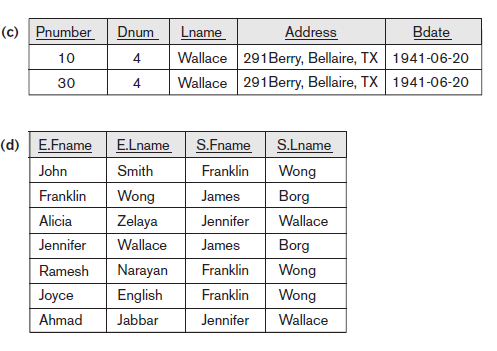 (c) Pnumber Dnum Lname Address Bdate
10 4 Wallace 291Berry, Bellaire, TX 1941-06-20
30 4 Wallace 291Berry, Bellaire, TX 1941-06-20
(d) E.Fname E.Lname S.Fname S.Lname
John Smith Franklin Wong
Franklin Wong James Borg
Alicia Zelaya Jennifer Wallace
Jennifer Wallace James Borg
Ramesh Narayan Franklin Wong
Joyce English Franklin Wong
Ahmad Jabbar Jennifer Wallace